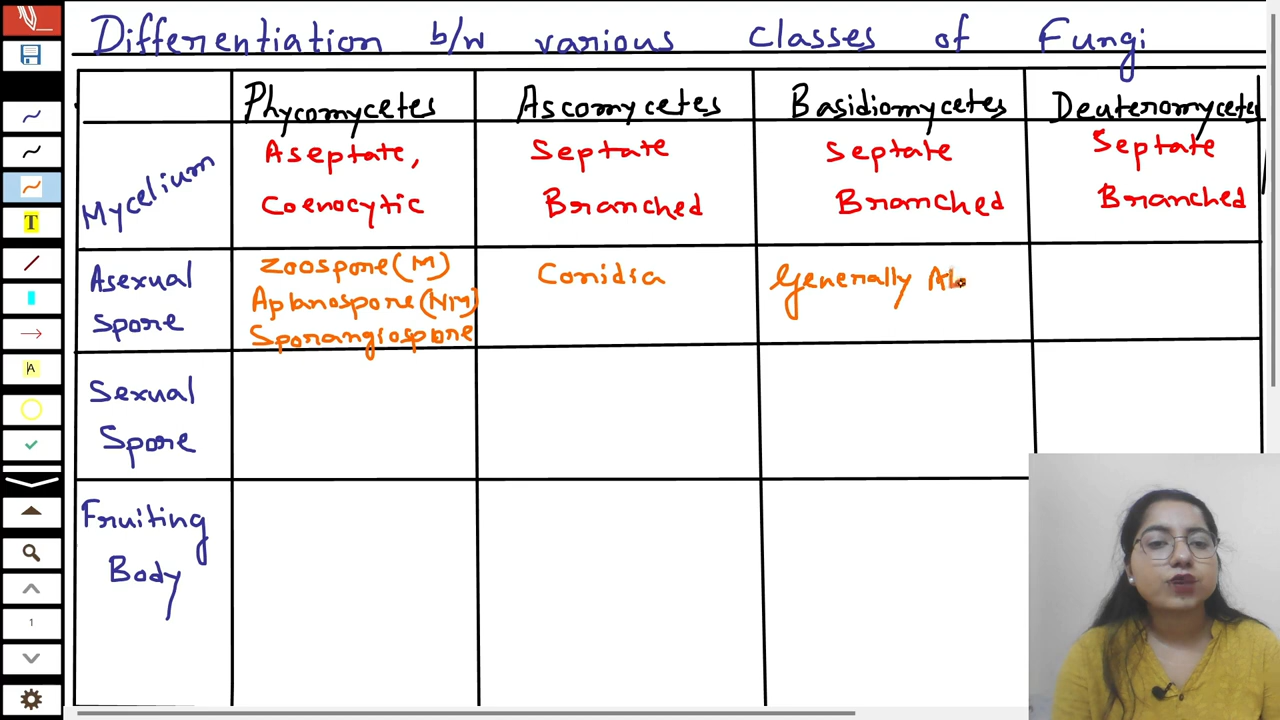 Differentiation b/w various classes of Fungi
Phycomycetes Ascomycetes Basidiomycetes Deuteromycetes
Mycelium
Aseptate,
Coenocytic
Septate
Branched
Septate
Branched
Septate
Branched
Asexual
Spore
Zoospore(M)
Aplanospore(NM)
Sporangiospore
Conidia
Generally
Sexual
Spore
Fruiting
Body
T
A
1